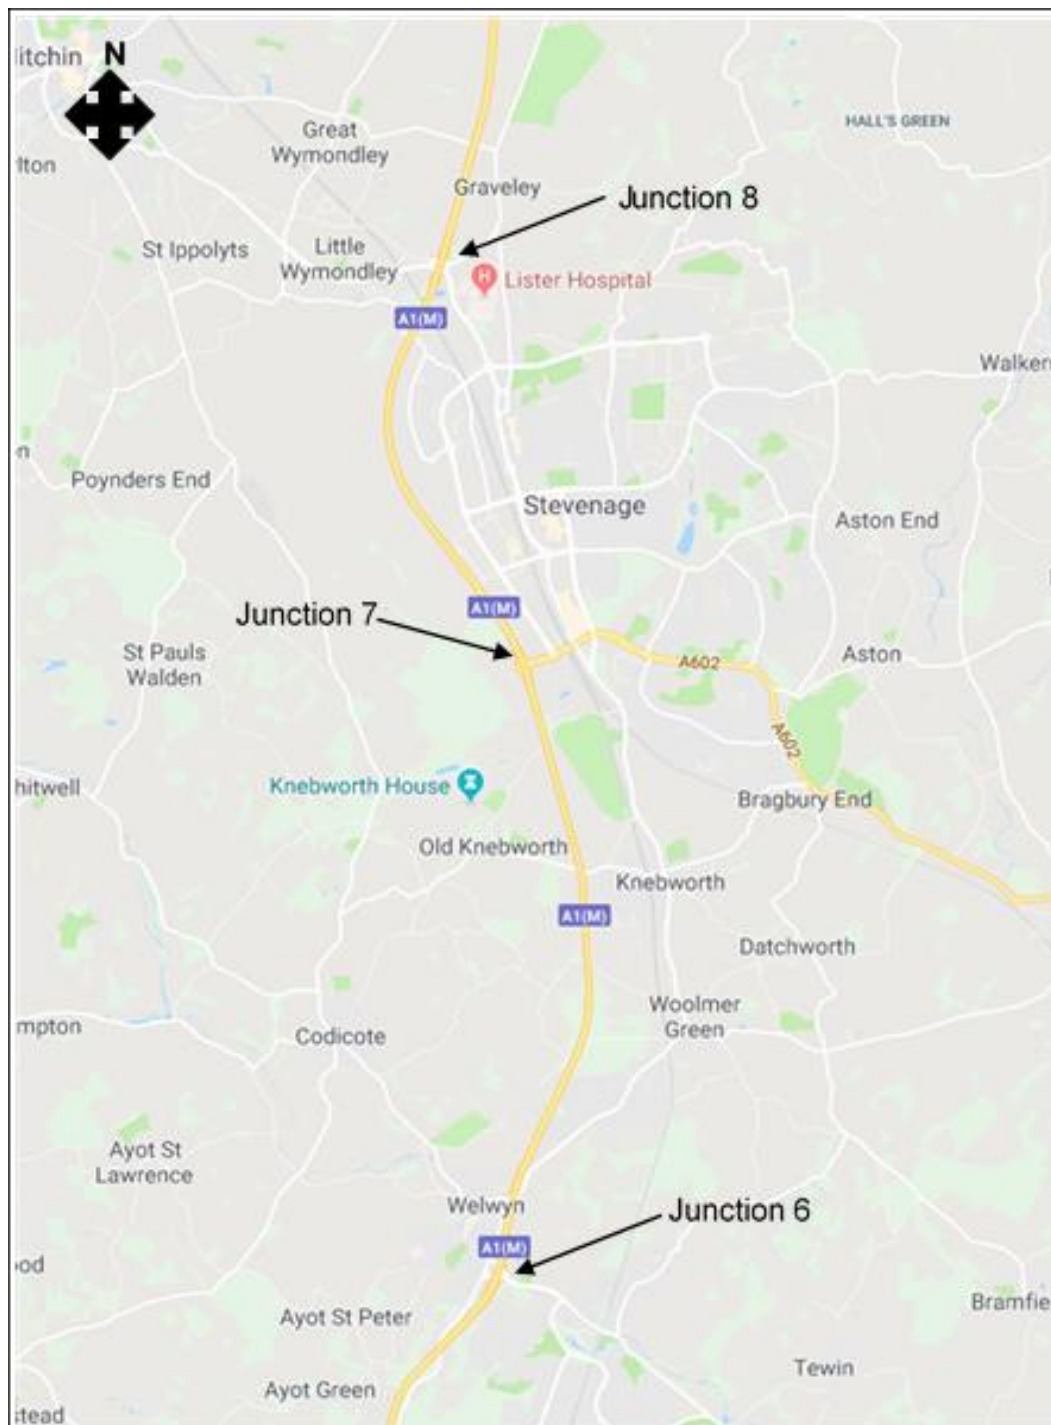 itchin
N
HALL'S GREEN
Great
Wymondley
lton
Graveley
Junction 8
St Ippolyts
Little
Wymondley
H
Lister Hospital
A1(M)
Walkern
n
Poynders End
Stevenage
Aston End
A1(M)
Junction 7
St Pauls
Walden
A602
Aston
A602
hitwell
Knebworth House
Bragbury End
Old Knebworth
Knebworth
A1(M)
Datchworth
Woolmer
Green
mpton
Codicote
Ayot St
Lawrence
Welwyn
Junction 6
A1(M)
od
Ayot St Peter
Bramfie
Tewin
Ayot Green
stead